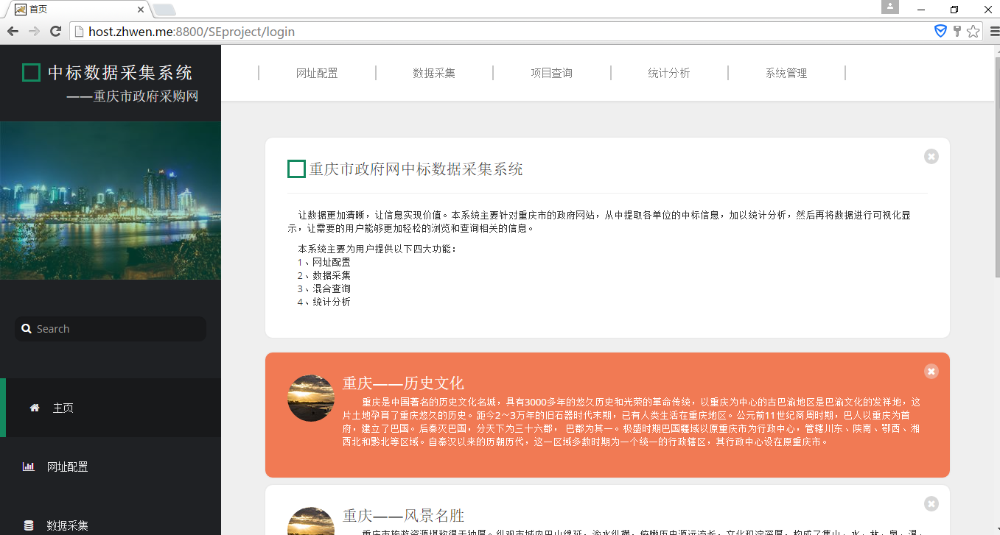 首页
host.zhwen.me:8800/SEproject/login
中标数据采集系统
——重庆市政府采购网
网址配置
数据采集
项目查询
统计分析
系统管理
Search
主页
网址配置
数据采集
重庆市政府网中标数据采集系统
让数据更加清晰，让信息实现价值。本系统主要针对重庆市的政府网站，从中提取各单位的中标信息，加以统计分析，然后再将数据进行可视化显
示，让需要的用户能够更加轻松的浏览和查询相关的信息。
本系统主要为用户提供以下四大功能：
1、网址配置
2、数据采集
3、混合查询
4、统计分析
重庆——历史文化
重庆是中国著名的历史文化名城，具有3000多年的悠久历史和光荣的革命传统，以重庆为中心的古巴渝地区是巴渝文化的发祥地，这
片土地孕育了重庆悠久的历史。距今2～3万年的旧石器时代末期，已有人类生活在重庆地区。公元前11世纪商周时期，巴人以重庆为首
府，建立了巴国。后秦灭巴国，分天下为三十六郡， 巴郡为其一。极盛时期巴国疆域以原重庆市为行政中心，管辖川东、陕南、鄂西、湘
西北和黔北等区域。自秦汉以来的历朝历代，这一区域多数时期为一个统一的行政辖区，其行政中心设在原重庆市。
重庆——风景名胜
重庆市旅游资源堪称得天独厚。纵观市域内巴山绵延，渝水纵横，俯瞰历史源远流长，文化积淀深厚，构成了集山、水、林、泉、瀑、